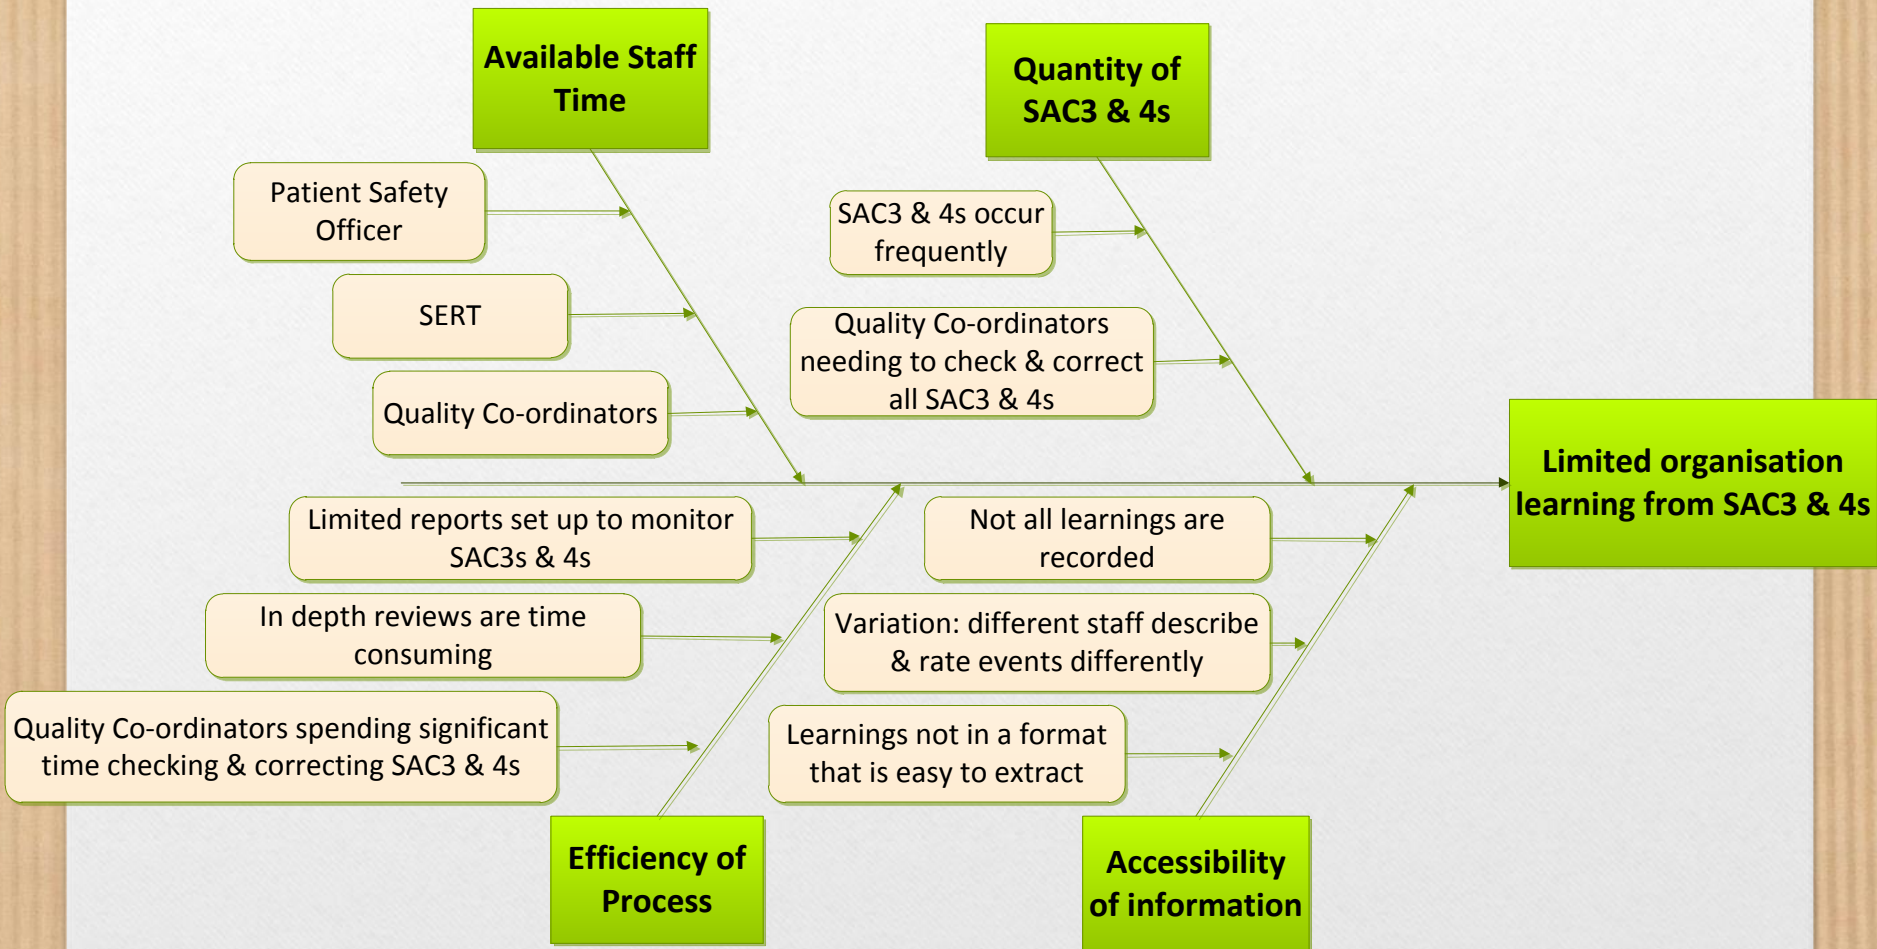 Available Staff
Time
Quantity of
SAC3 & 4s
Patient Safety
Officer
SERT
Quality Co-ordinators
SAC3 & 4s occur
frequently
Quality Co-ordinators
needing to check & correct
all SAC3 & 4s
Limited organisation
learning from SAC3 & 4s
Limited reports set up to monitor
SAC3s & 4s
In depth reviews are time
consuming
Quality Co-ordinators spending significant
time checking & correcting SAC3 & 4s
Not all learnings are
recorded
Variation: different staff describe
& rate events differently
Learnings not in a format
that is easy to extract
Efficiency of
Process
Accessibility
of information